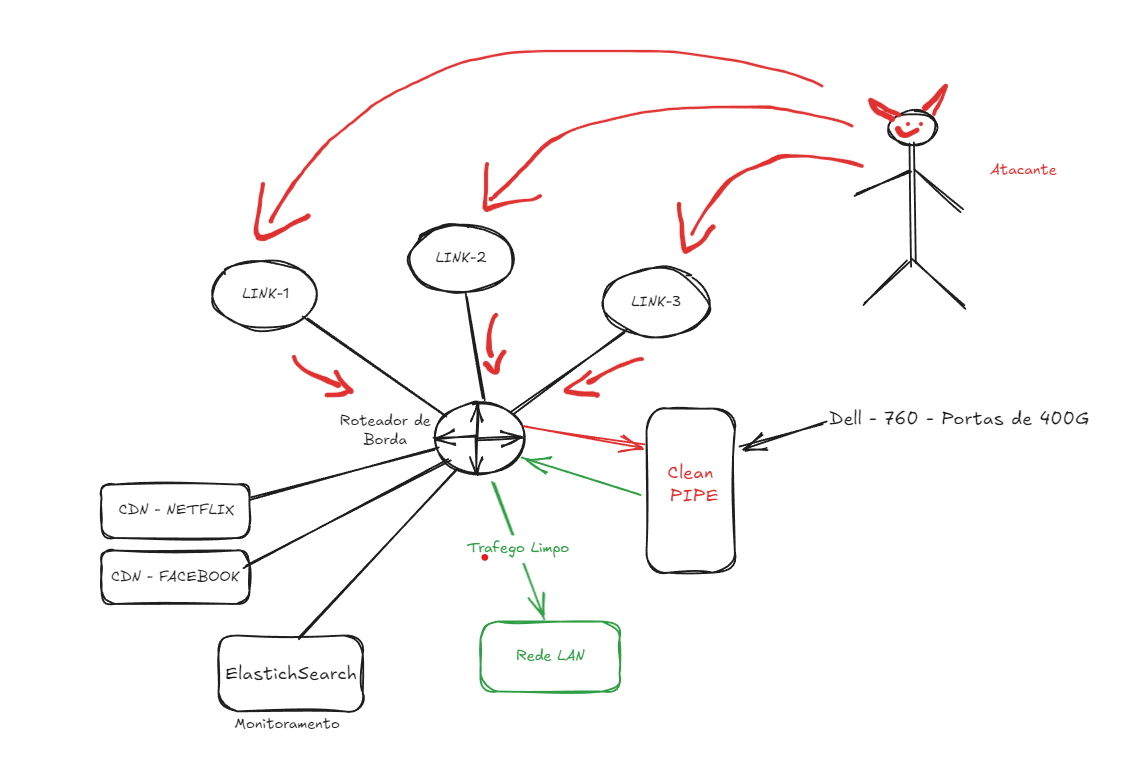 Atacante
LINK-2
LINK-1
LINK-3
Roteador de
Borda
Dell - 760 - Portas de 400G
Clean
PIPE
CDN - NETFLIX
Trafego Limpo
CDN - FACEBOOK
Rede LAN
ElastichSearch
Monitoramento